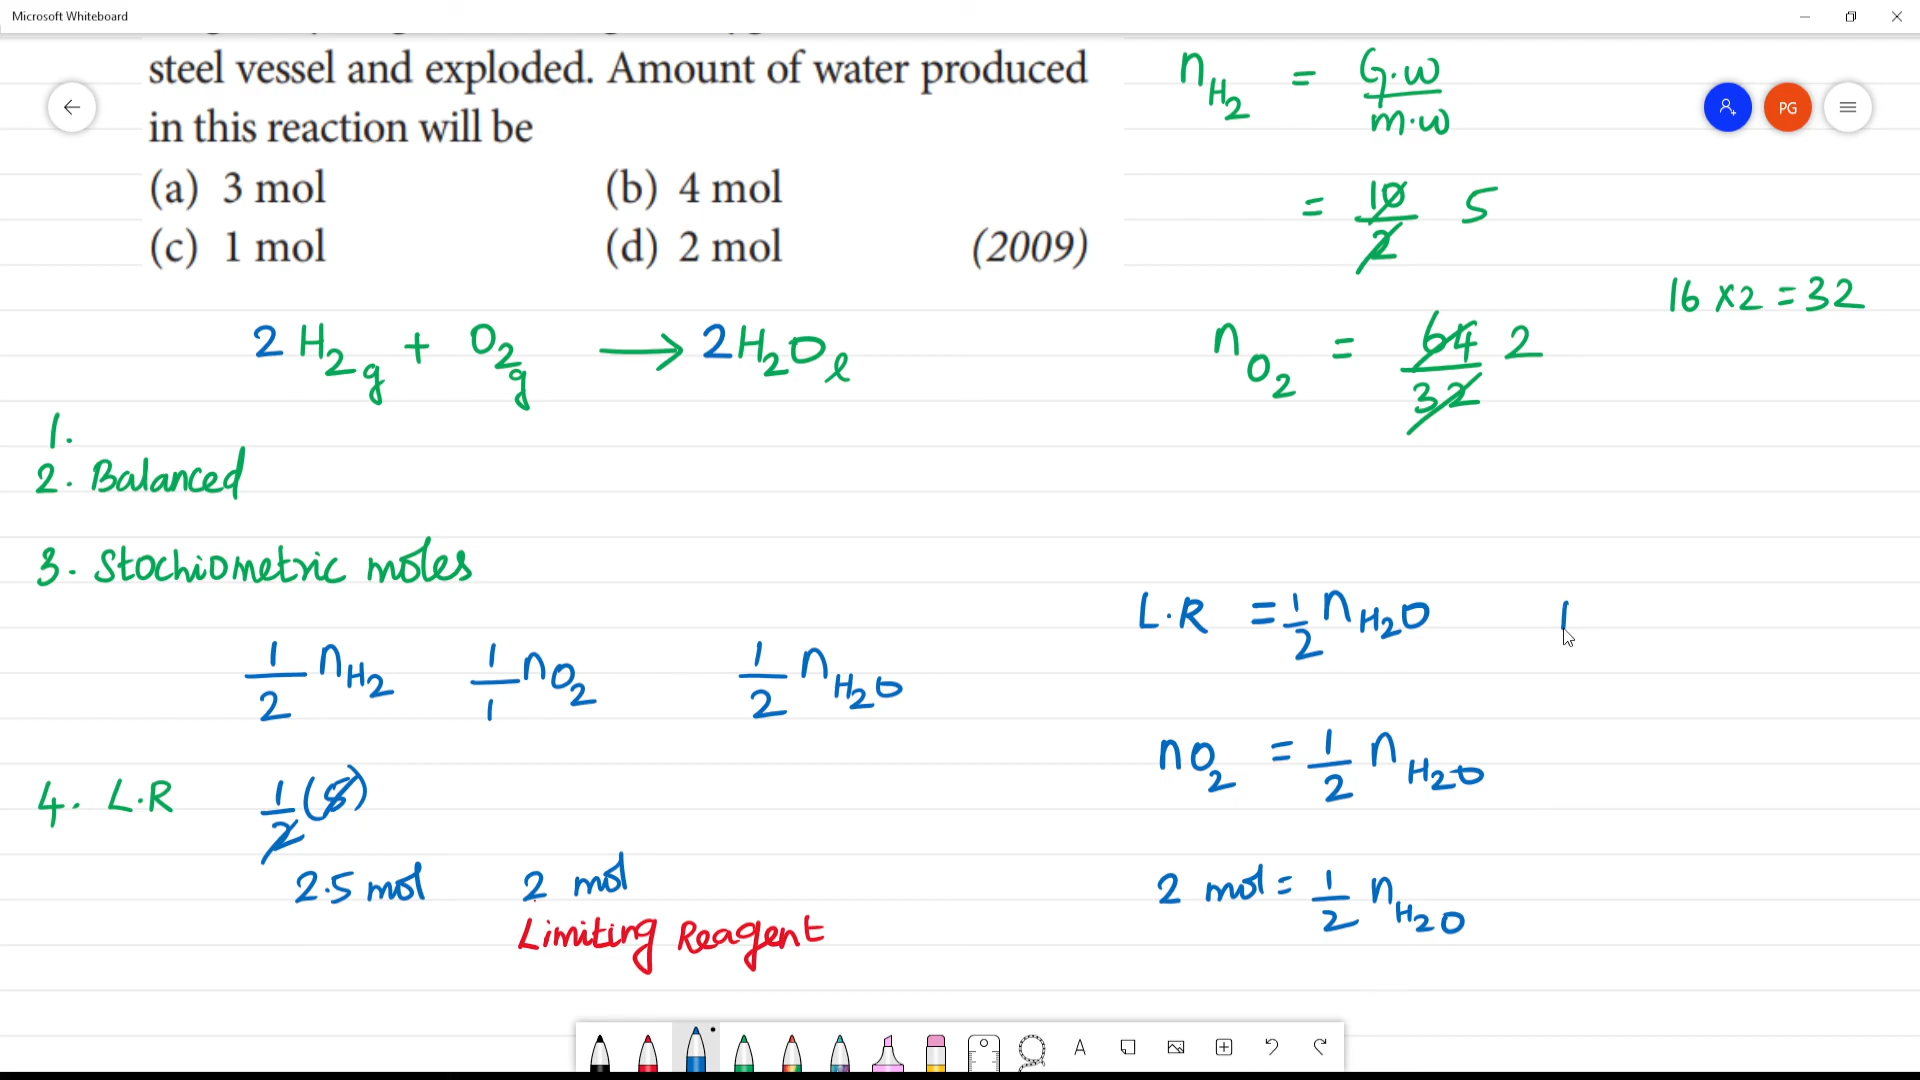 Microsoft Whiteboard
steel vessel and exploded. Amount of water produced
in this reaction will be
(a) 3 mol (b) 4 mol
(c) 1 mol (d) 2 mol (2009)
2 H2g + O2g → 2H2Ol
1.
2. Balanced
3. Stochiometric moles
1/2 nH2 1/1 nO2 1/2 nH2O
4. L.R 1/2 (5)
2.5 mol 2 mol
Limiting Reagent
nH2 = G.w/m.w
= 10/2 5
16 x2 = 32
nO2 = 64/32 2
L.R = 1/2 nH2O 1
nO2 = 1/2 nH2O
2 mol = 1/2 nH2O
PG
A